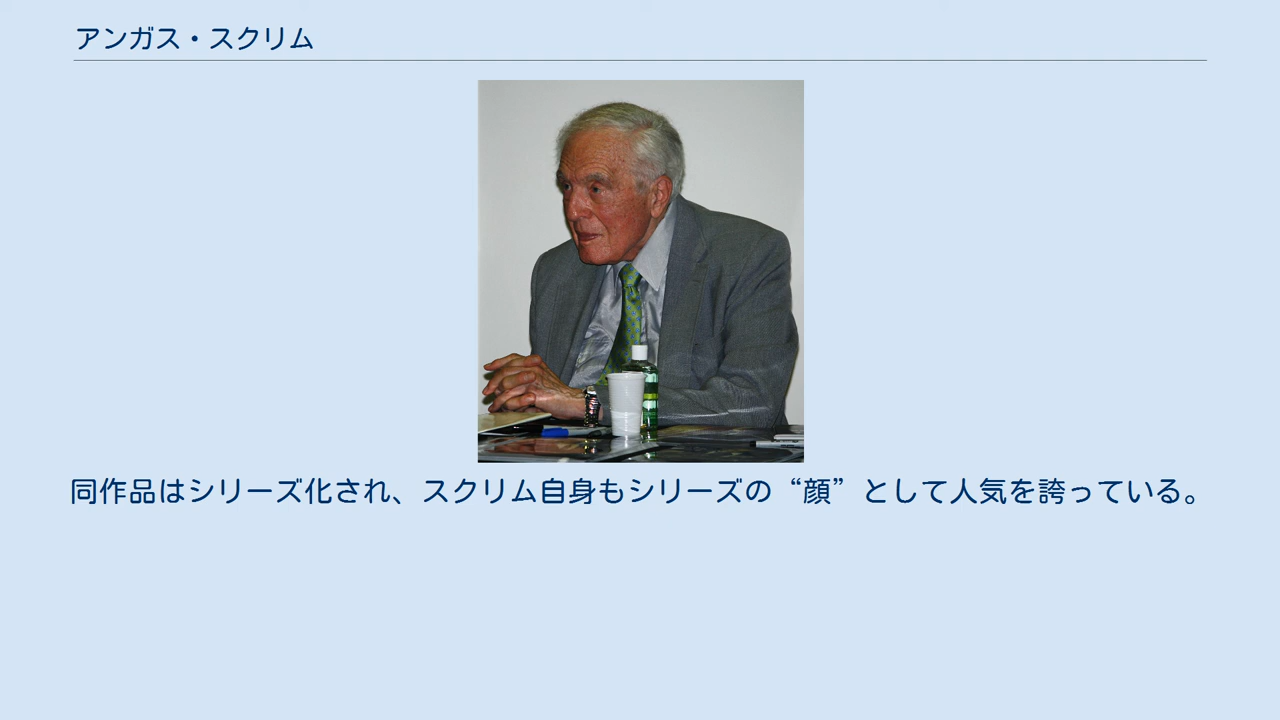 アンガス・スクリム
同作品はシリーズ化され、スクリム自身もシリーズの“顔”として人気を誇っている。